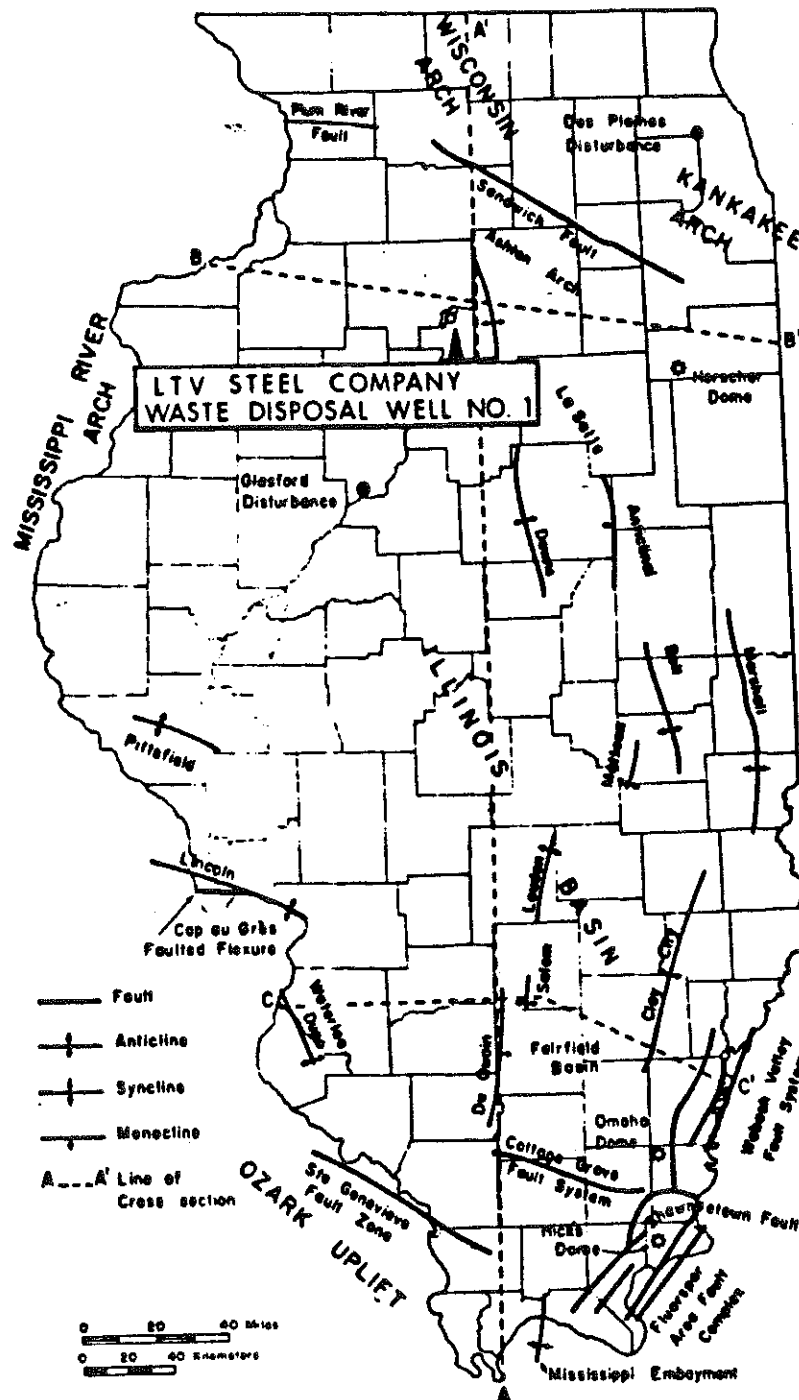 A'
WISCONSIN
ARCH
Plum River
Fault
Des Plaines
Disturbance
KANKAKEE
ARCH
Sandwich Fault
Ashton Arch
B
B'
MISSISSIPPI RIVER
ARCH
LTV STEEL COMPANY
WASTE DISPOSAL WELL NO. 1
Herscher
Dome
La Salle
Anticlinal
Glasford
Disturbance
Downs
Belt
Marshall
Mattoon
ILLINOIS
BASIN
Pittsfield
Lincoln
Cap au Grès
Faulted Flexure
Louden
Salem
Clay City
C
Waterloo
Dupo
Du Quoin
Fairfield
Basin
C'
Wabash Valley
Fault System
Omaha
Dome
Cottage Grove
Fault System
Ste Genevieve
Fault Zone
OZARK UPLIFT
Shawneetown Fault
Hicks
Dome
Fluorspar
Area Fault
Complex
Mississippi Embayment
A
Fault
Anticline
Syncline
Monocline
A---A' Line of
Cross section
0 20 40 Miles
0 20 40 Kilometers